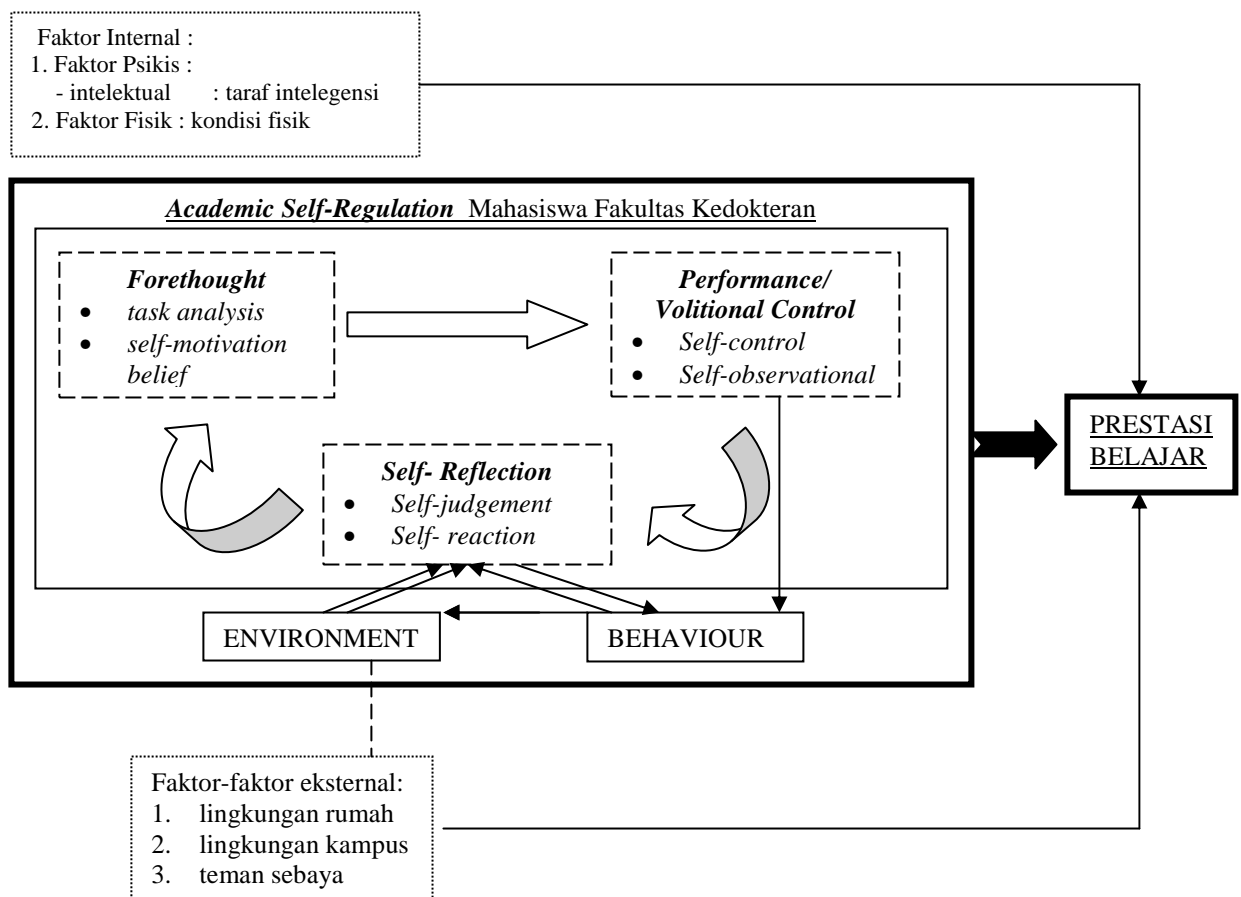 Faktor Internal :
1. Faktor Psikis :
- intelektual : taraf intelegensi
2. Faktor Fisik : kondisi fisik
Academic Self-Regulation Mahasiswa Fakultas Kedokteran
Forethought
• task analysis
• self-motivation
belief
Performance/
Volitional Control
• Self-control
• Self-observational
Self- Reflection
• Self-judgement
• Self- reaction
PRESTASI
BELAJAR
ENVIRONMENT
BEHAVIOUR
Faktor-faktor eksternal:
1. lingkungan rumah
2. lingkungan kampus
3. teman sebaya